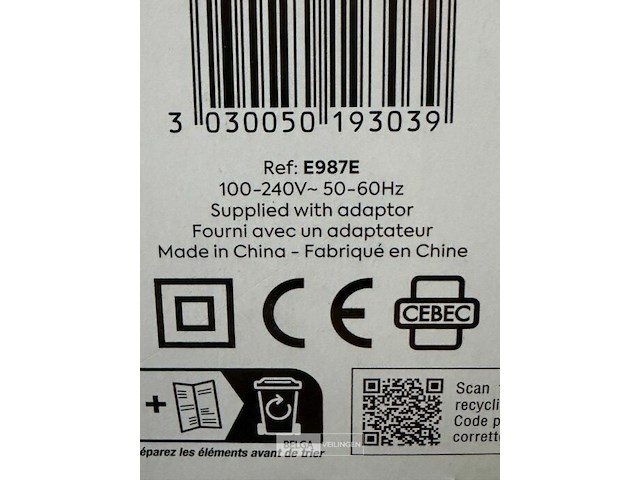 3 030050 193039
Ref: E987E
100-240V~ 50-60Hz
Supplied with adaptor
Fourni avec un adaptateur
Made in China - Fabriqué en Chine
CE
CEBEC
+
Scan
recycli
Code p
corrett
éparez les éléments avant de trier
BELGA VEILINGEN